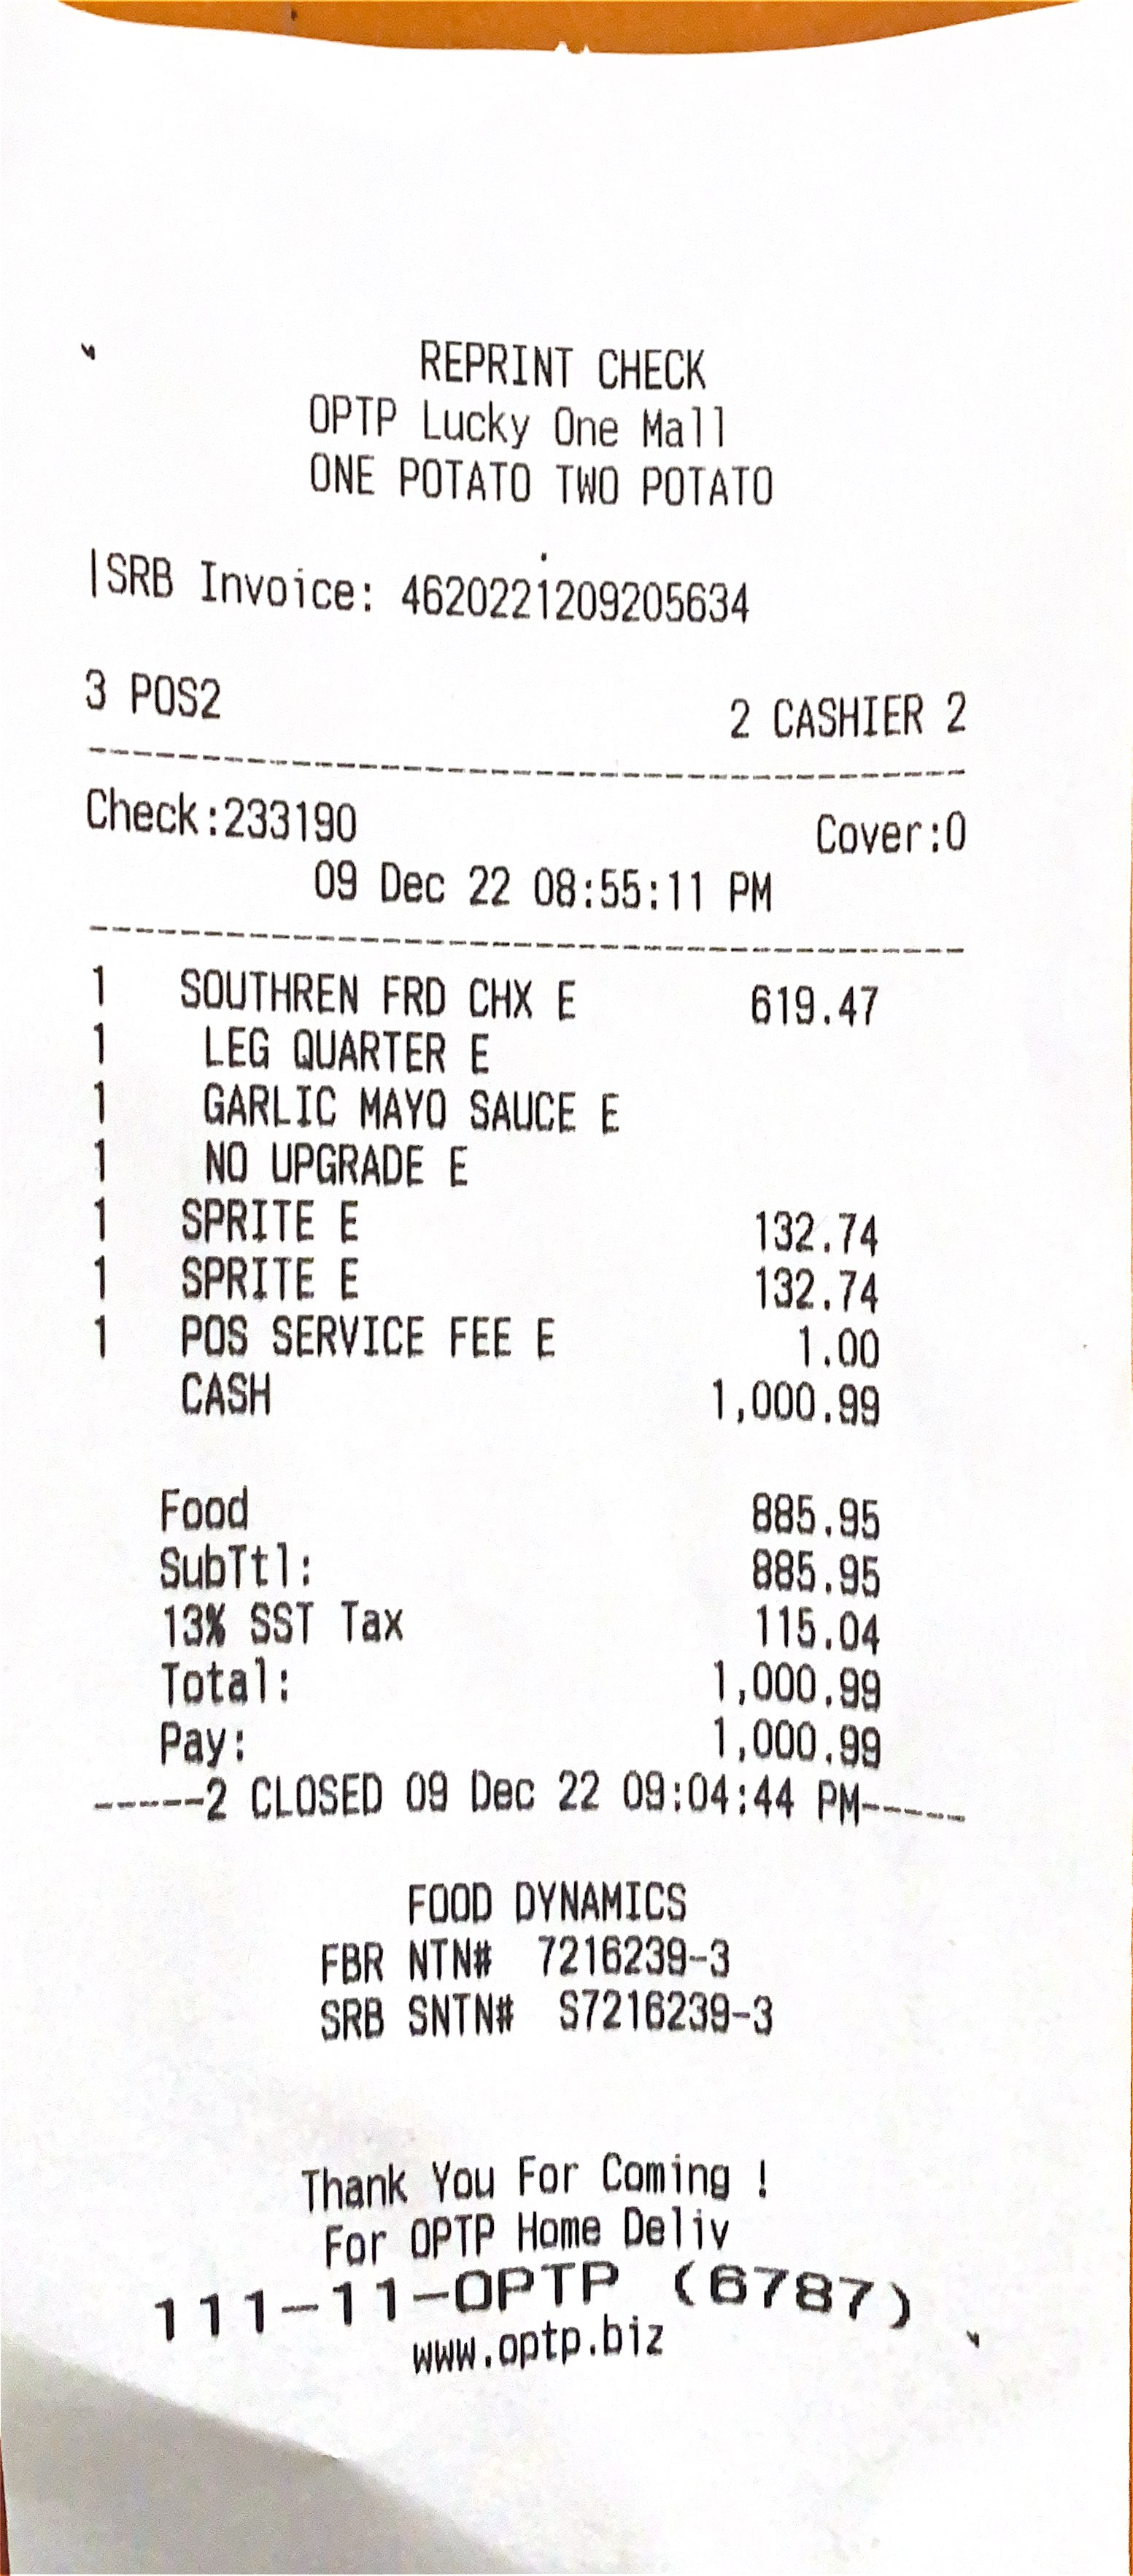 REPRINT CHECK
OPTP Lucky One Mall
ONE POTATO TWO POTATO
|SRB Invoice: 4620221209205634
3 POS2 2 CASHIER 2
Check:233190 Cover:0
09 Dec 22 08:55:11 PM
1 SOUTHREN FRD CHX E 619.47
1 LEG QUARTER E
1 GARLIC MAYO SAUCE E
1 NO UPGRADE E
1 SPRITE E 132.74
1 SPRITE E 132.74
1 POS SERVICE FEE E 1.00
CASH 1,000.99
Food 885.95
SubTtl: 885.95
13% SST Tax 115.04
Total: 1,000.99
Pay: 1,000.99
-----2 CLOSED 09 Dec 22 09:04:44 PM-----
FOOD DYNAMICS
FBR NTN# 7216239-3
SRB SNTN# S7216239-3
Thank You For Coming !
For OPTP Home Deliv
111-11-OPTP (6787)
www.optp.biz